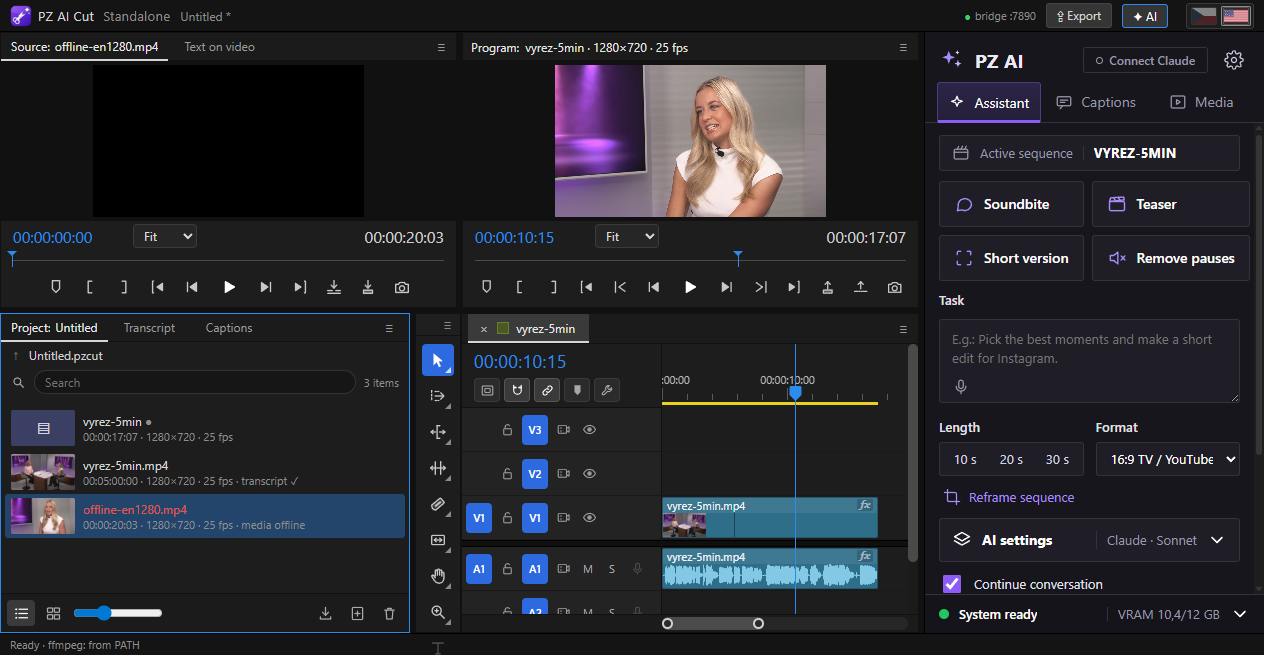 PZ AI Cut Standalone Untitled *
bridge :7890
Export
AI
Source: offline-en1280.mp4
Text on video
00:00:00:00
Fit
00:00:20:03
Program: vyrez-5min · 1280×720 · 25 fps
00:00:10:15
Fit
00:00:17:07
Project: Untitled
Transcript
Captions
Untitled.pzcut
Search
3 items
vyrez-5min
00:00:17:07 · 1280×720 · 25 fps
vyrez-5min.mp4
00:05:00:00 · 1280×720 · 25 fps · transcript ✓
offline-en1280.mp4
00:00:20:03 · 1280×720 · 25 fps · media offline
× vyrez-5min
00:00:10:15
:00:00
00:00:10:00
V3
V2
V1 V1
vyrez-5min.mp4 fx
A1 A1 M S
vyrez-5min.mp4 fx
A2 M S
PZ AI
Connect Claude
Assistant
Captions
Media
Active sequence VYREZ-5MIN
Soundbite
Teaser
Short version
Remove pauses
Task
E.g.: Pick the best moments and make a short
edit for Instagram.
Length
Format
10 s 20 s 30 s
16:9 TV / YouTube
Reframe sequence
AI settings
Claude · Sonnet
Continue conversation
System ready
VRAM 10,4/12 GB
Ready · ffmpeg: from PATH